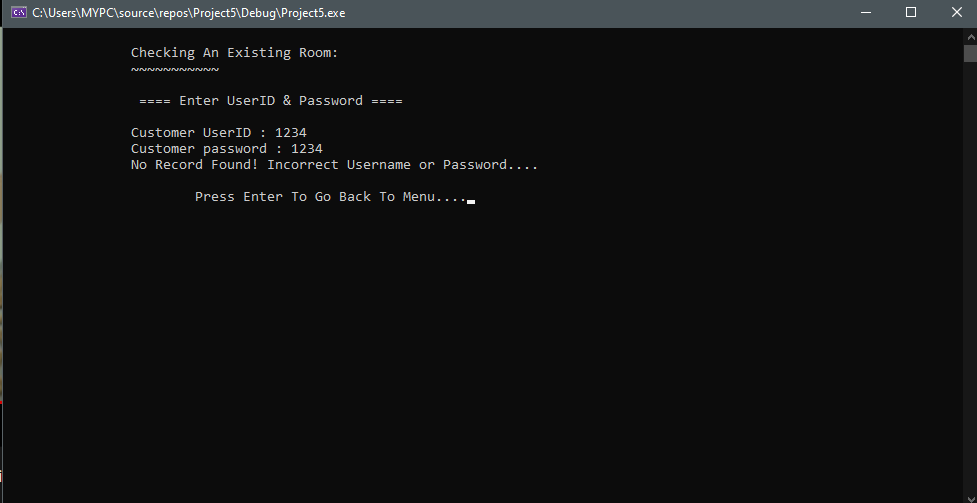 C:\Users\MYPC\source\repos\Project5\Debug\Project5.exe
Checking An Existing Room:
~~~~~~~~~~~
==== Enter UserID & Password ====
Customer UserID : 1234
Customer password : 1234
No Record Found! Incorrect Username or Password....
Press Enter To Go Back To Menu....